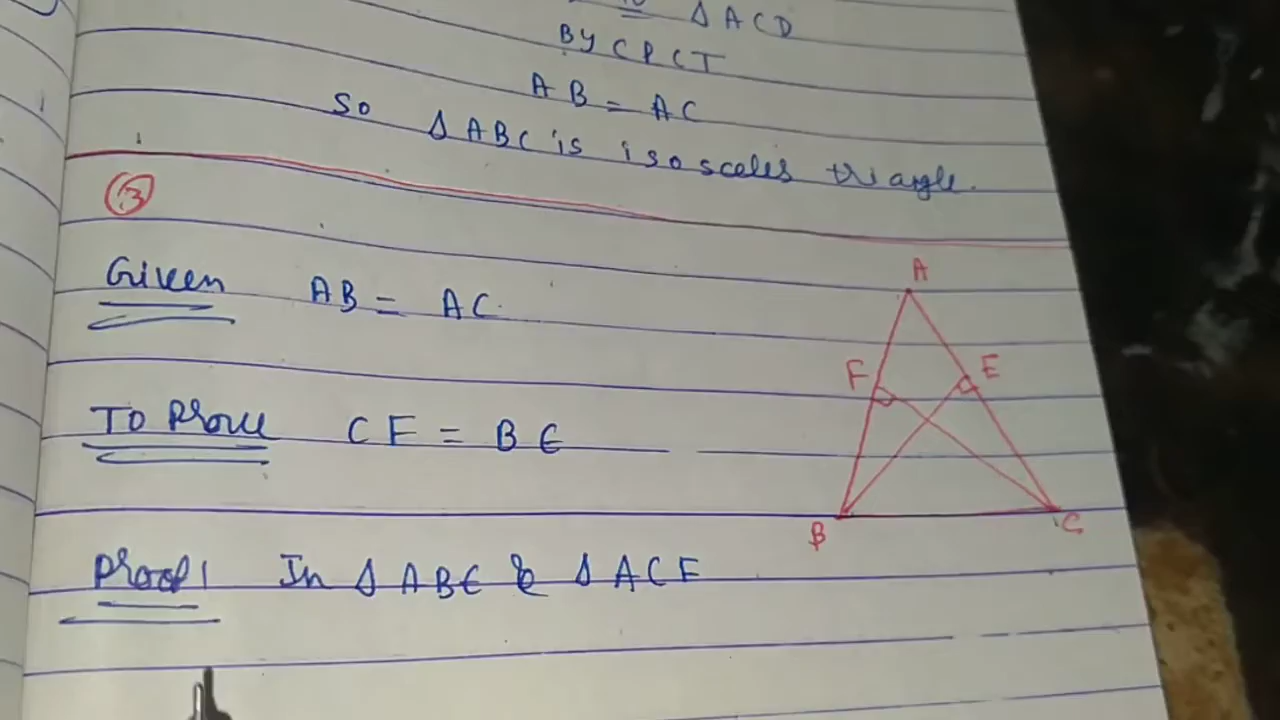 Δ ACD
By CPCT
AB = AC
So ΔABC is isosceles triangle.
3
Given AB = AC
A
F E
To Prove CF = BE
B C
Proof In Δ ABE & Δ ACF